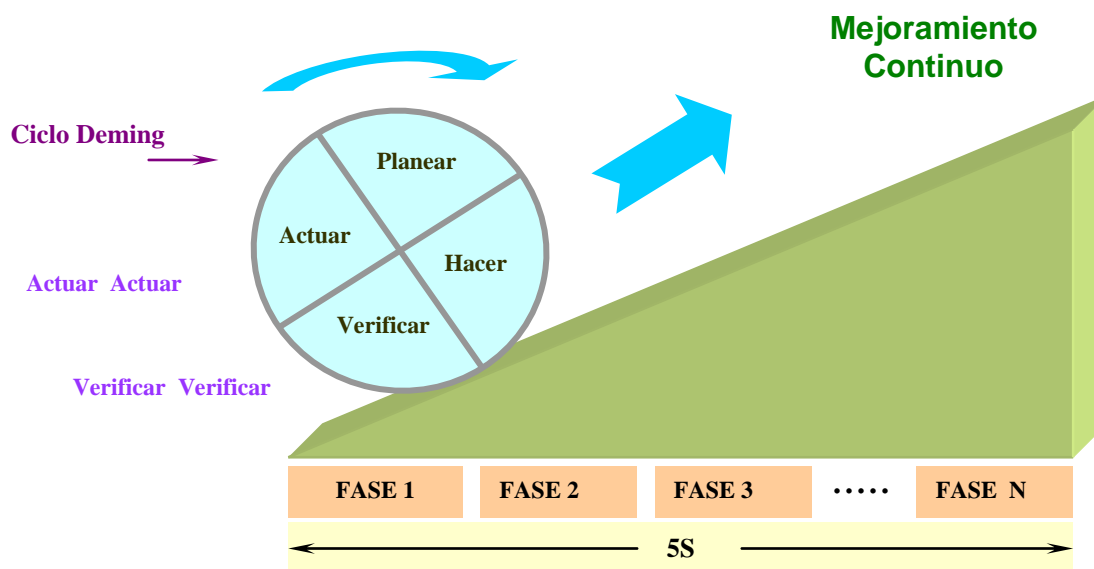 Mejoramiento
Continuo
Ciclo Deming
Planear
Actuar
Hacer
Actuar Actuar
Verificar
Verificar Verificar
FASE 1
FASE 2
FASE 3
.....
FASE N
5S